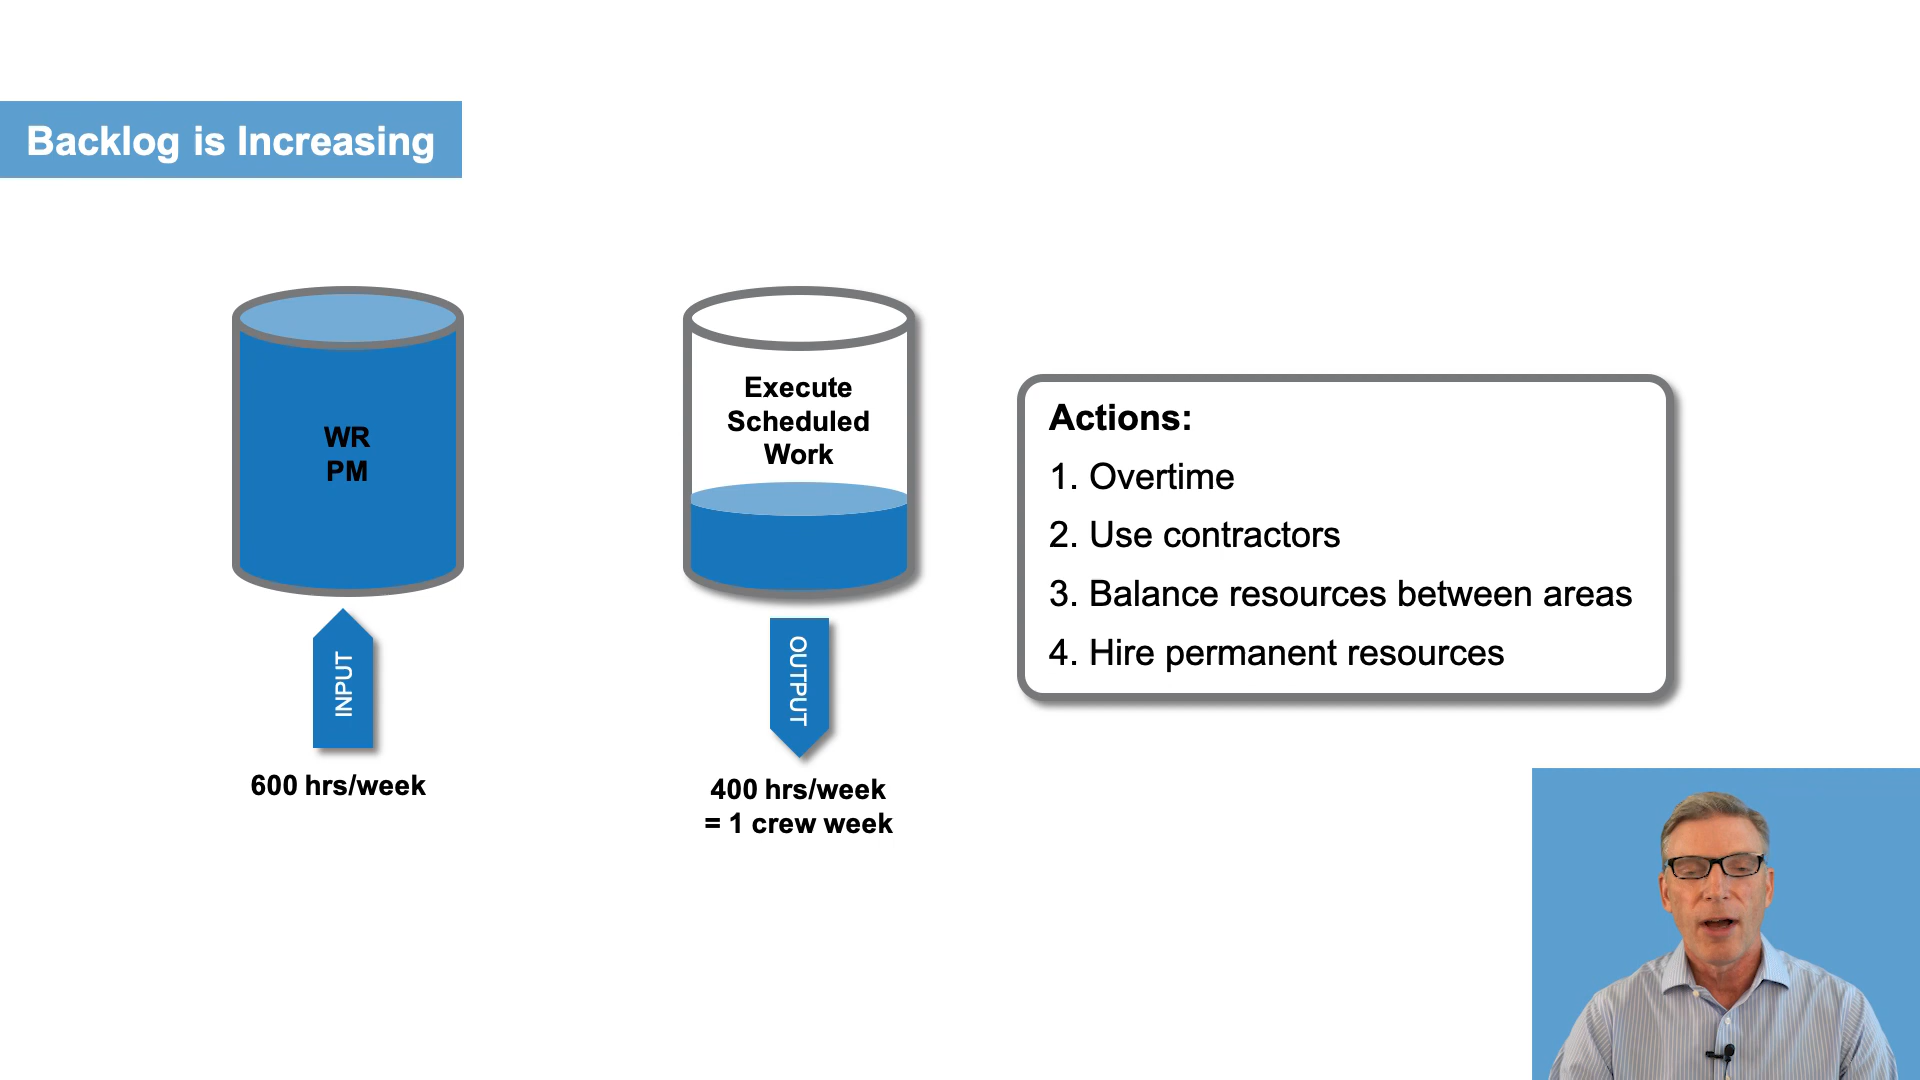 Backlog is Increasing
WR
PM
INPUT
600 hrs/week
Execute
Scheduled
Work
OUTPUT
400 hrs/week
= 1 crew week
Actions:
1. Overtime
2. Use contractors
3. Balance resources between areas
4. Hire permanent resources